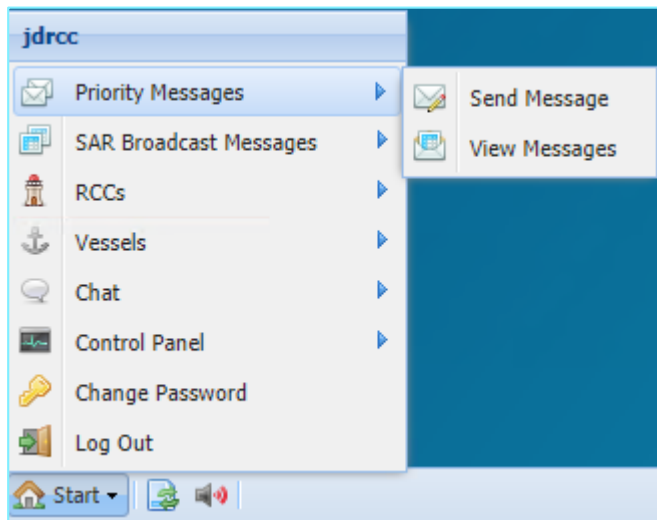 jdrcc
Priority Messages
Send Message
View Messages
SAR Broadcast Messages
RCCs
Vessels
Chat
Control Panel
Change Password
Log Out
Start